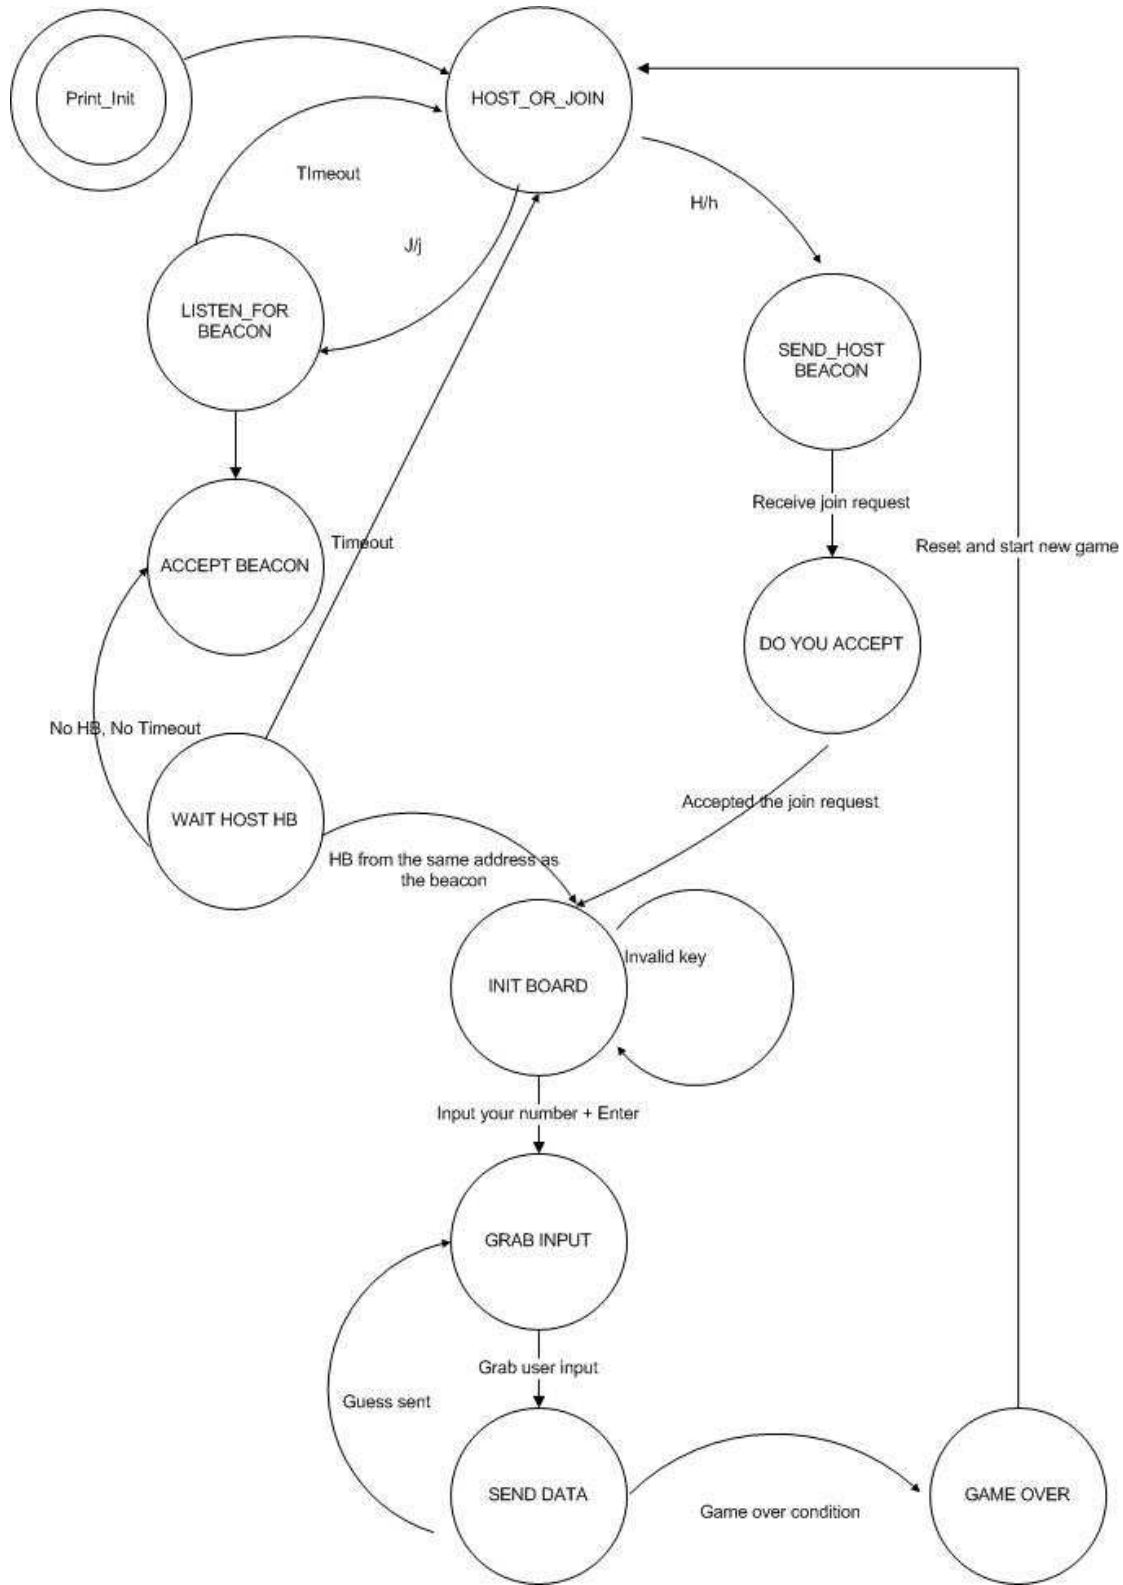 Print_Init
HOST_OR_JOIN
TImeout
H/h
J/j
LISTEN_FOR
BEACON
SEND_HOST
BEACON
Receive join request
Timeout
Reset and start new game
ACCEPT BEACON
DO YOU ACCEPT
No HB, No Timeout
Accepted the join request
WAIT HOST HB
HB from the same address as
the beacon
Invalid key
INIT BOARD
Input your number + Enter
GRAB INPUT
Grab user input
Guess sent
SEND DATA
GAME OVER
Game over condition